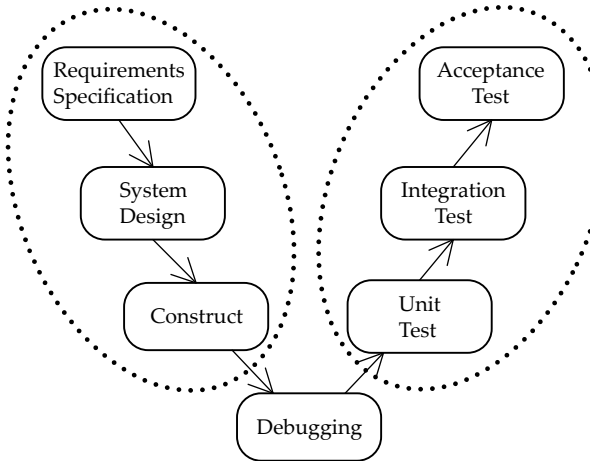 Requirements
Specification
System
Design
Construct
Debugging
Unit
Test
Integration
Test
Acceptance
Test